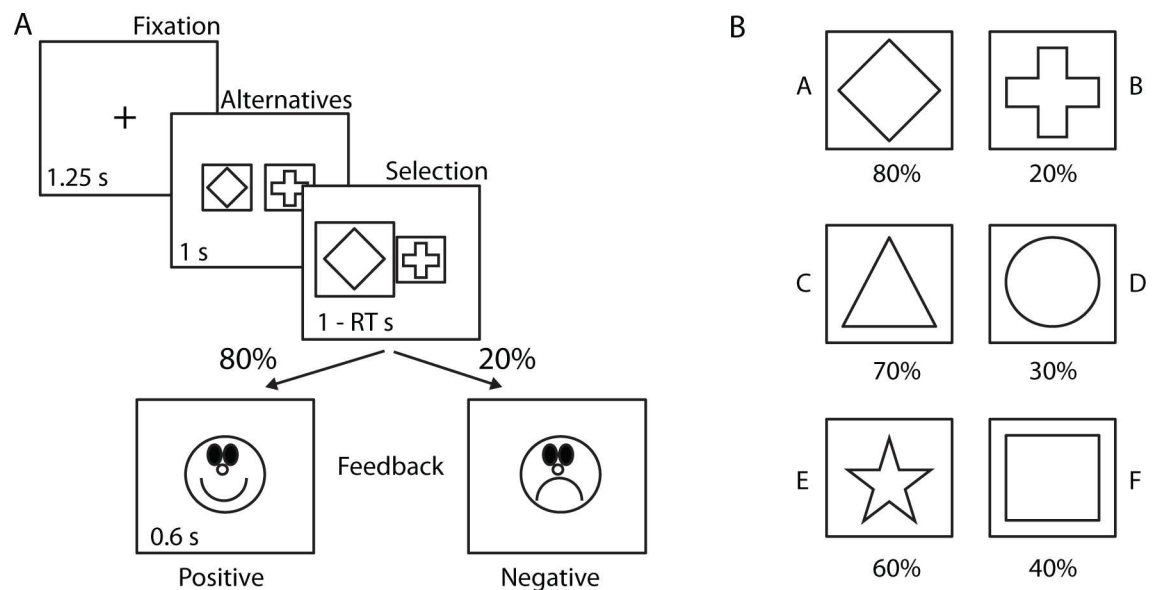 A
Fixation
1.25 s
Alternatives
1 s
Selection
1 - RT s
80%
20%
Feedback
0.6 s
Positive
Negative
B
A
B
80%
20%
C
D
70%
30%
E
F
60%
40%